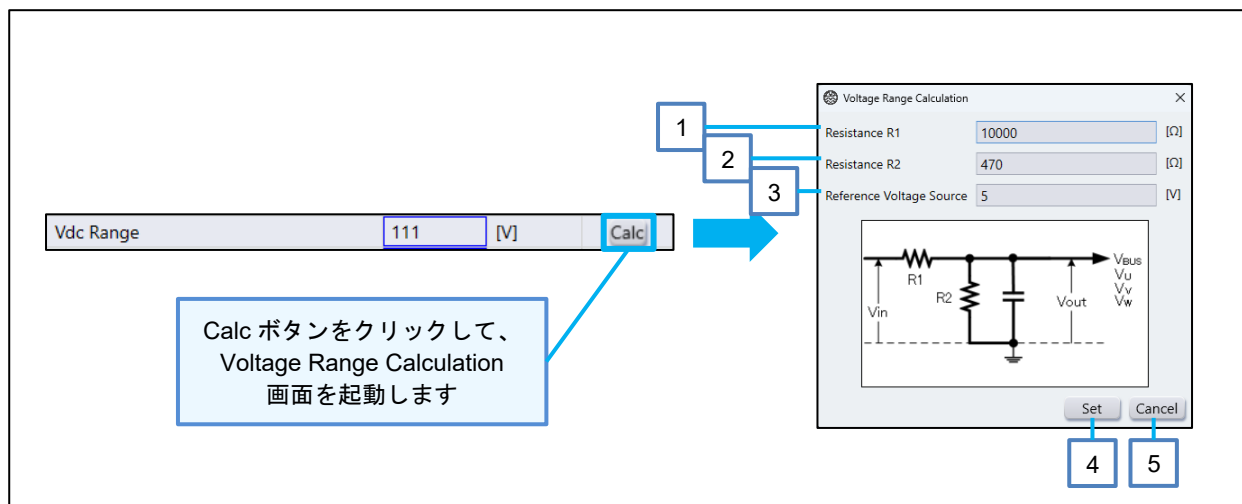 Voltage Range Calculation
1
Resistance R1 10000 [Ω]
2
Resistance R2 470 [Ω]
3
Reference Voltage Source 5 [V]
Vdc Range 111 [V] Calc
R1
R2
Vin
Vout
VBUS
VU
VV
VW
Calc ボタンをクリックして、
Voltage Range Calculation
画面を起動します
Set Cancel
4 5